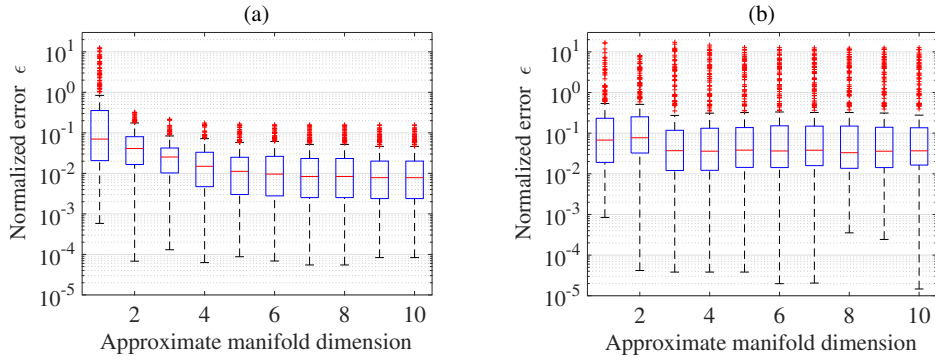 (a)
Normalized error ϵ
10^1
10^0
10^-1
10^-2
10^-3
10^-4
10^-5
2 4 6 8 10
Approximate manifold dimension
(b)
Normalized error ϵ
10^1
10^0
10^-1
10^-2
10^-3
10^-4
10^-5
2 4 6 8 10
Approximate manifold dimension